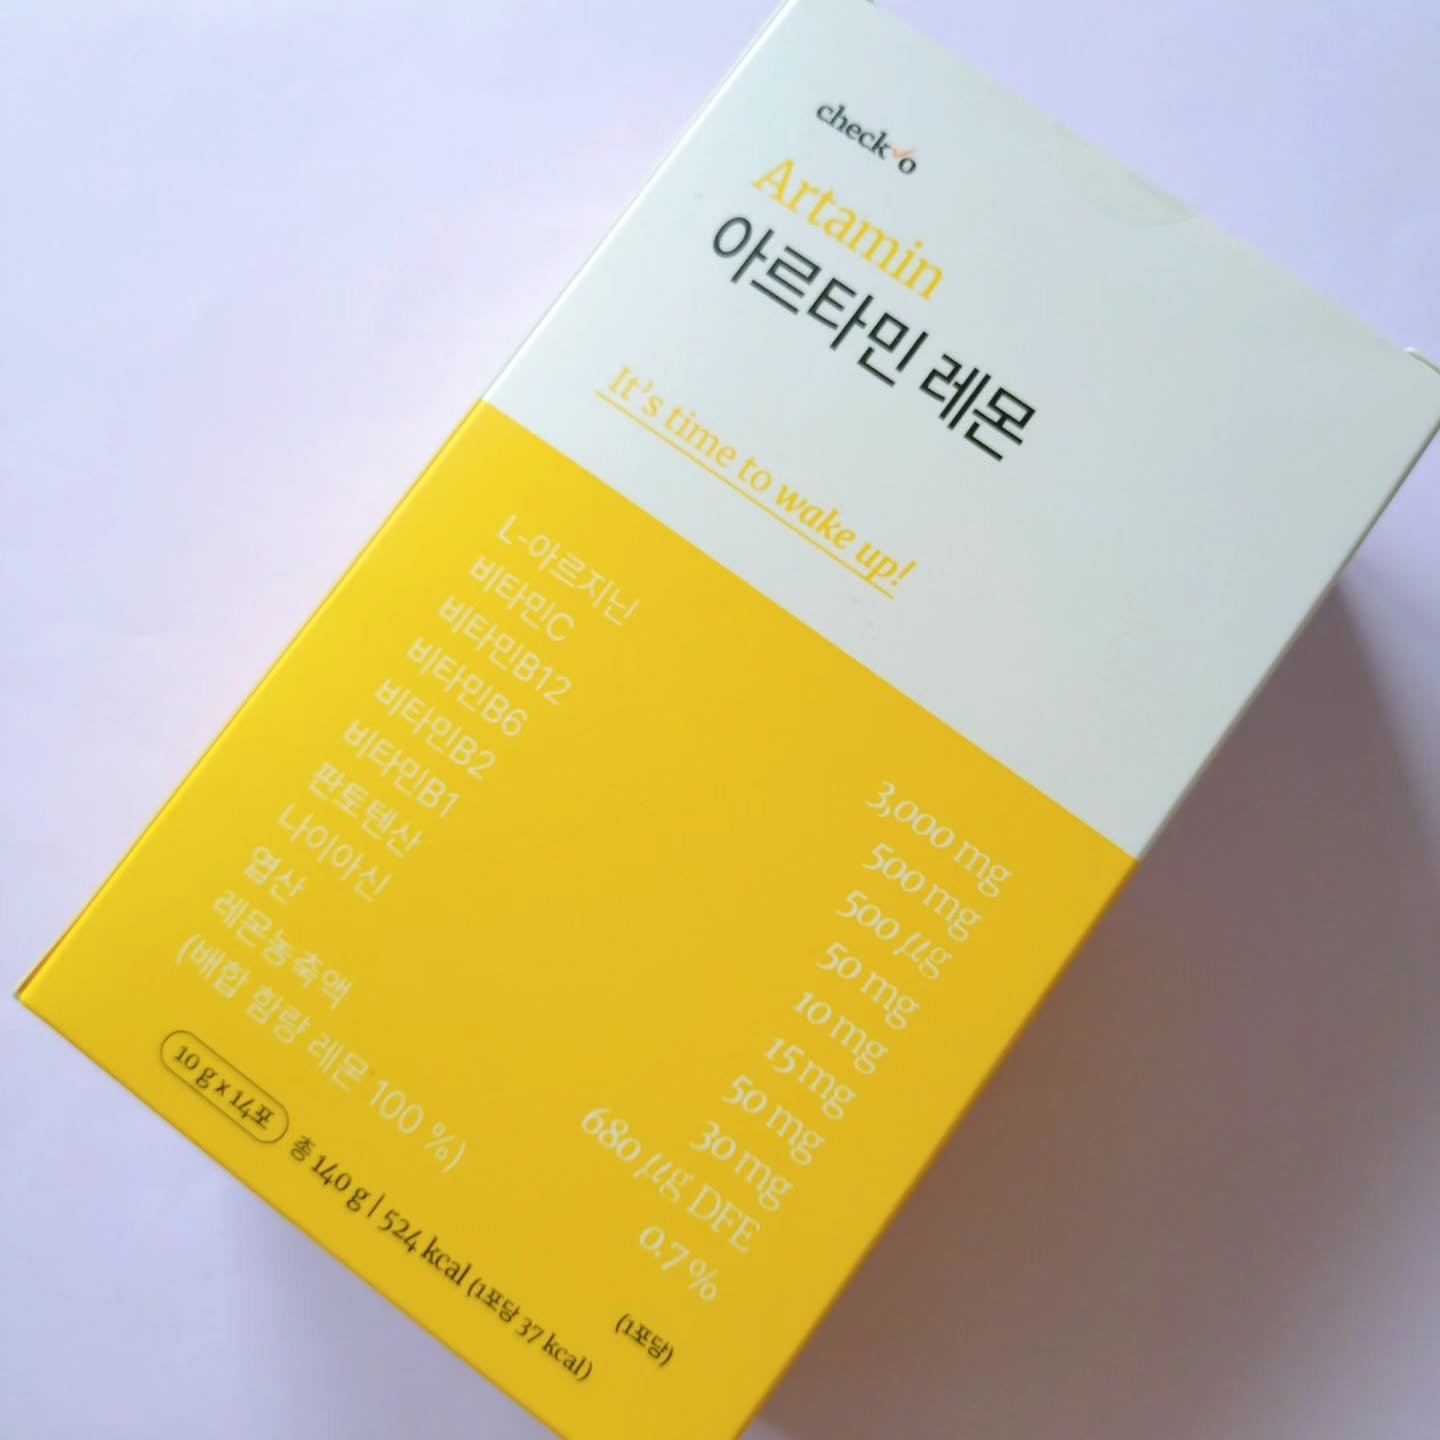 check✓o
Artamin
아르타민 레몬
It's time to wake up!
L-아르지닌 3,000 mg
비타민C 500 mg
비타민B12 500 μg
비타민B6 50 mg
비타민B2 10 mg
비타민B1 15 mg
판토텐산 50 mg
나이아신 30 mg
엽산 680 μg DFE
레몬농축액 0.7 %
(배합 함량 레몬 100 %)
(1포당)
10 g x 14포 총 140 g | 524 kcal (1포당 37 kcal)